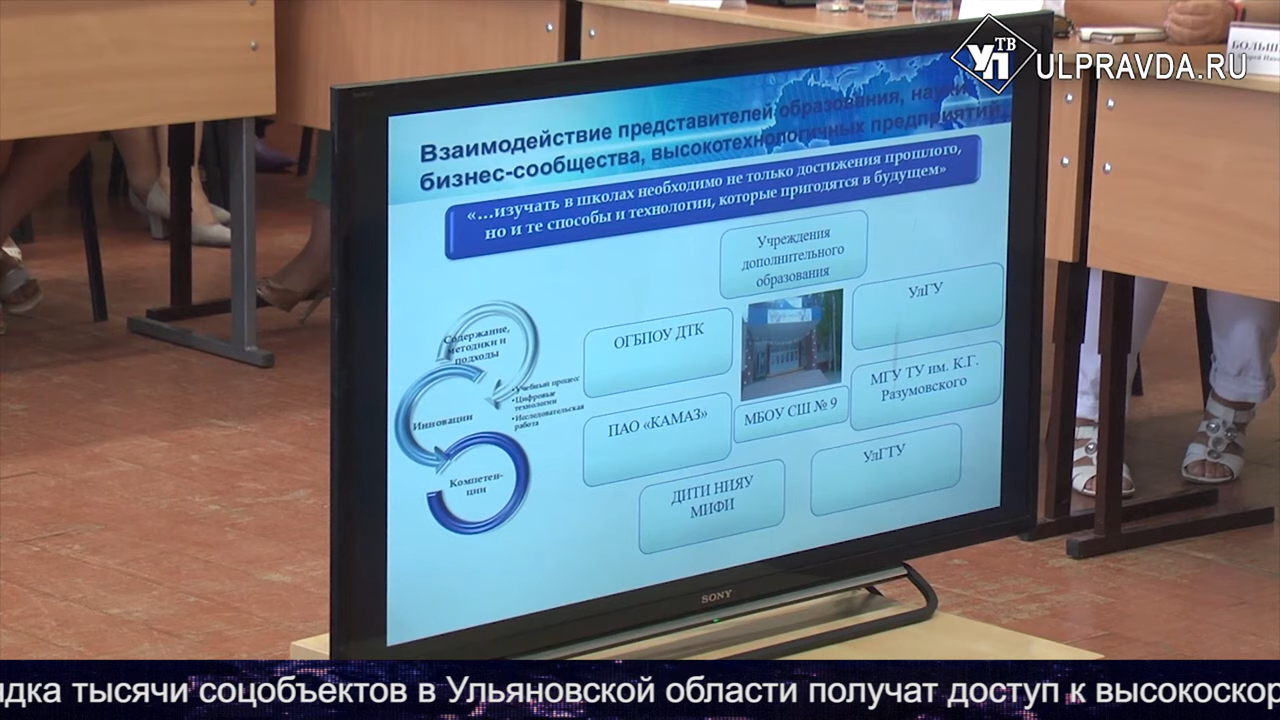 УП ТВ ULPRAVDA.RU
Взаимодействие представителей образования, науки,
бизнес-сообщества, высокотехнологичных предприятий
«…изучать в школах необходимо не только достижения прошлого,
но и те способы и технологии, которые пригодятся в будущем»
Содержание,
методики и
подходы
•Учебный процесс
•Цифровые
технологии
•Исследовательская
работа
Инновации
Компетен-
ции
Учреждения
дополнительного
образования
ОГБПОУ ДТК
УлГУ
ПАО «КАМАЗ»
МБОУ СШ № 9
МГУ ТУ им. К.Г.
Разумовского
ДИТИ НИЯУ
МИФИ
УлГТУ
SONY
тысячи соцобъектов в Ульяновской области получат доступ к